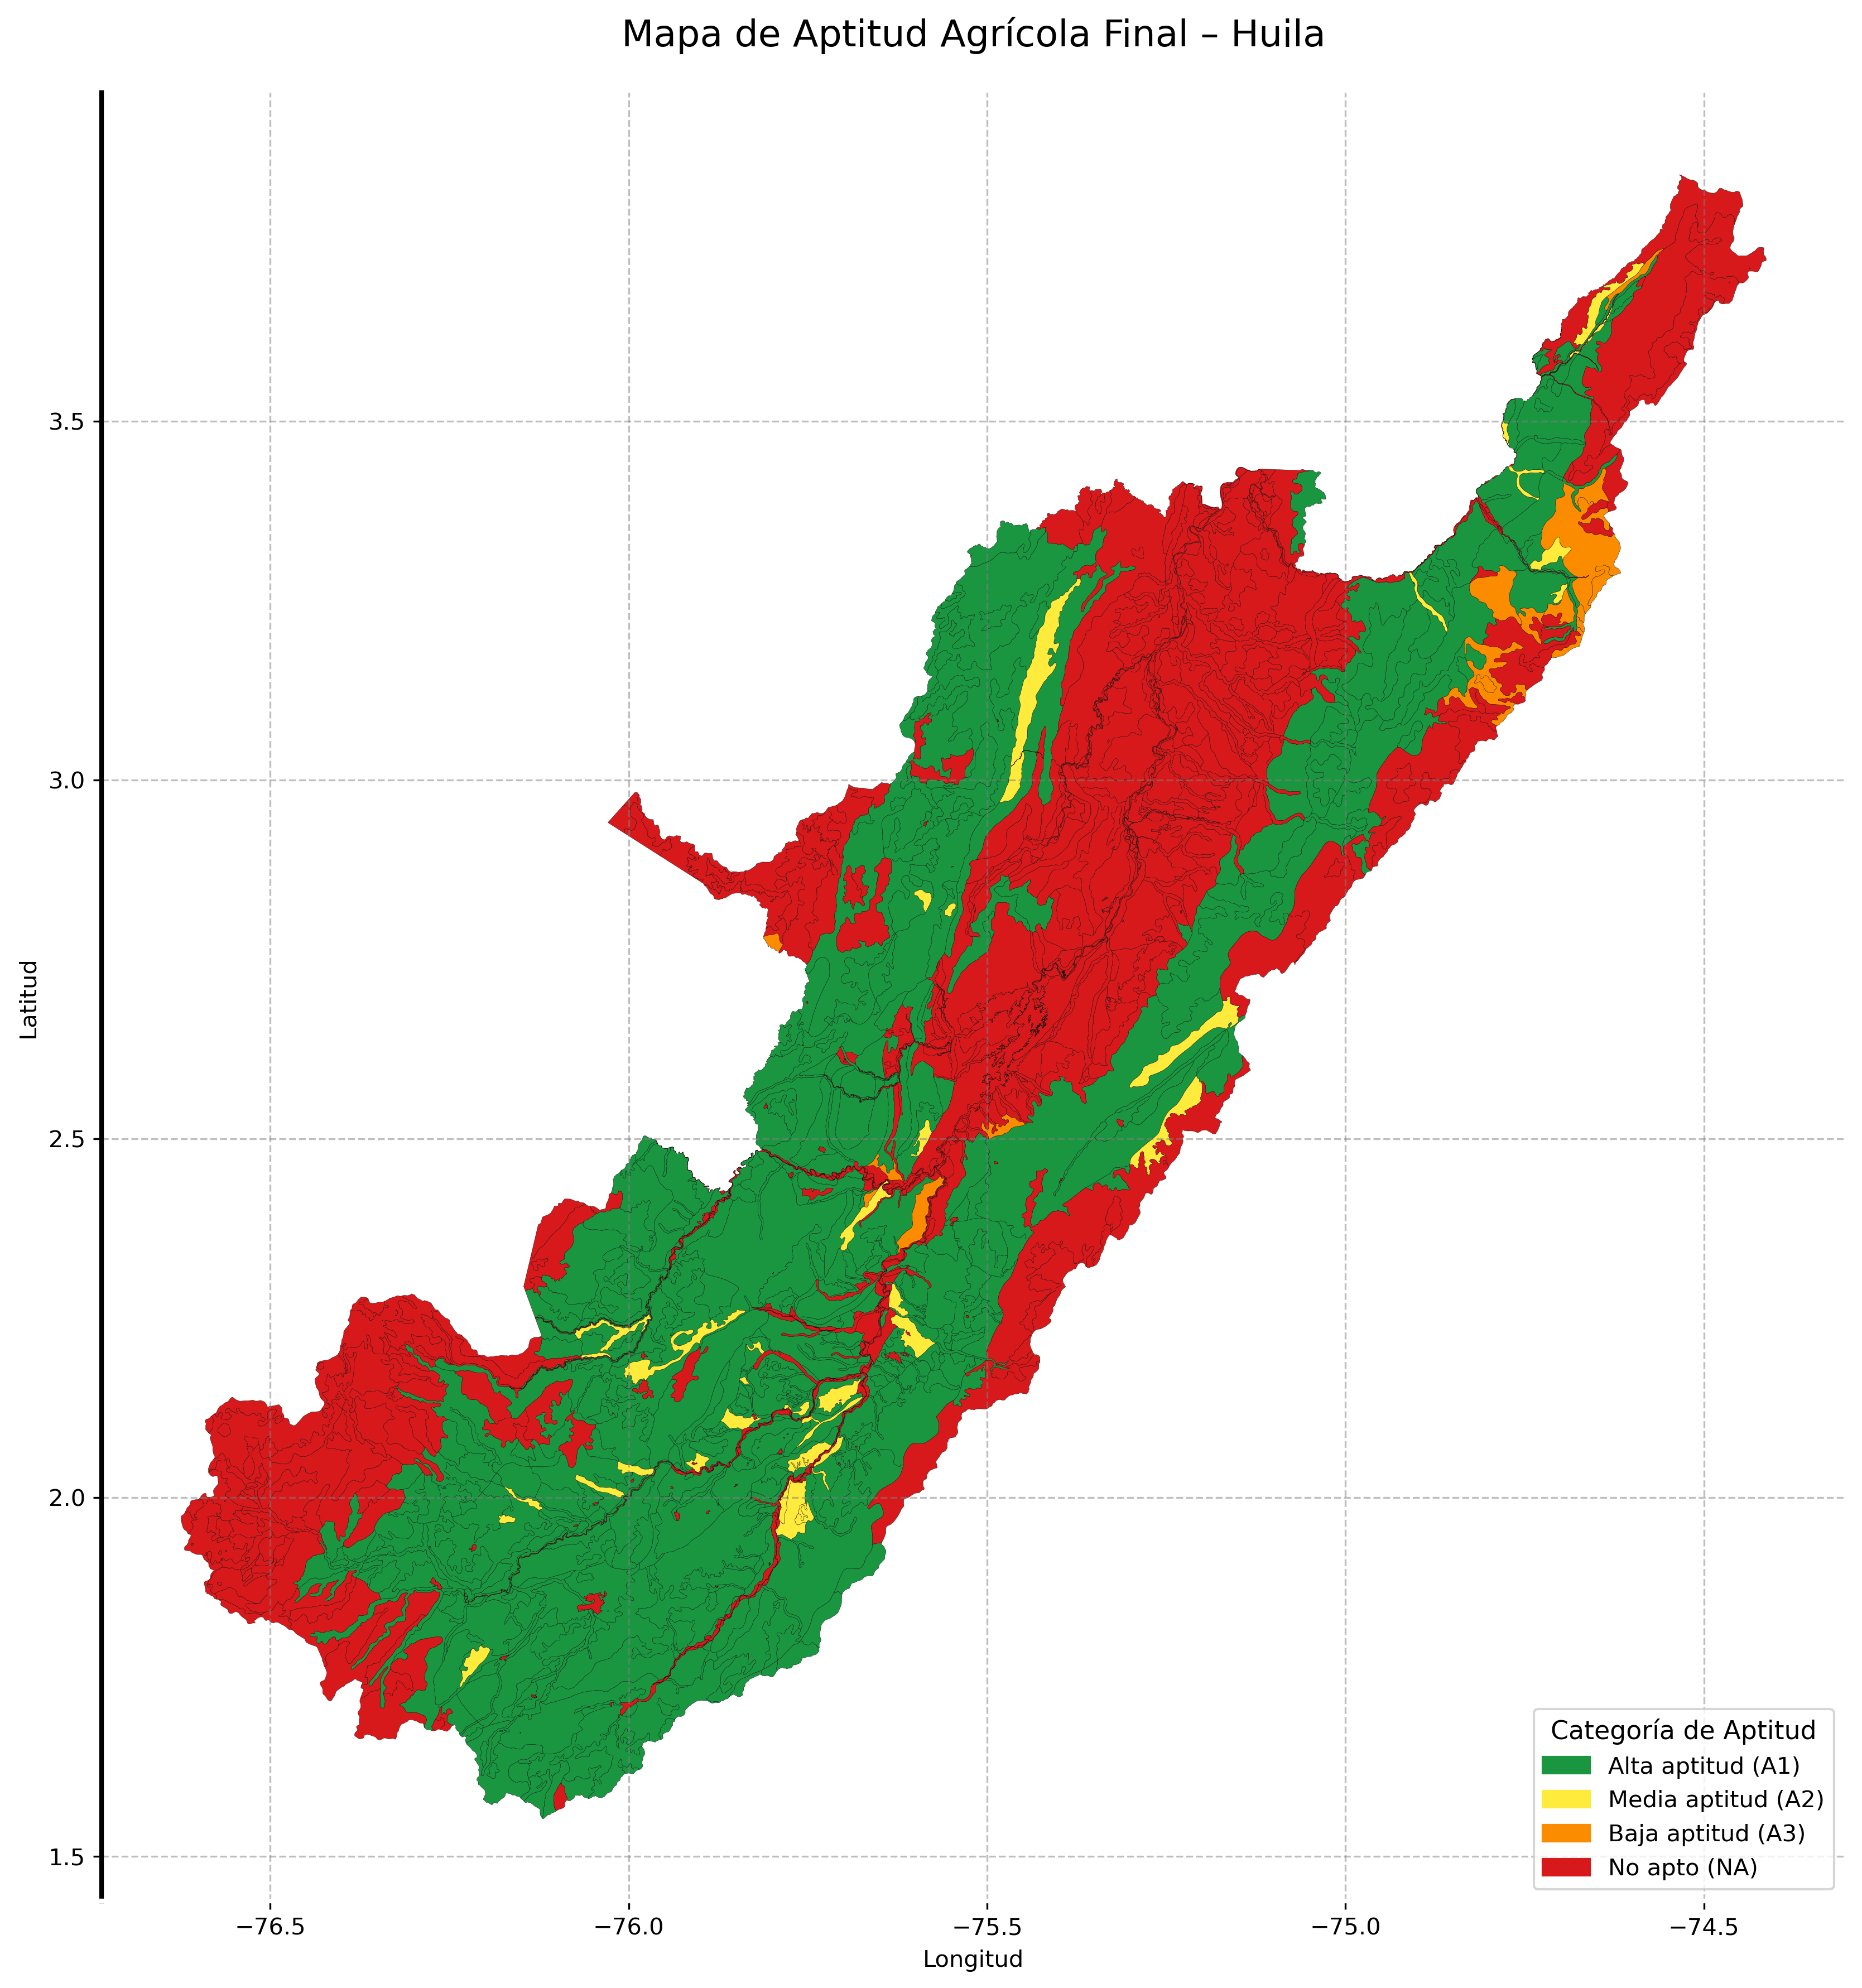 Mapa de Aptitud Agrícola Final – Huila
Latitud
3.5
3.0
2.5
2.0
1.5
−76.5
−76.0
−75.5
−75.0
−74.5
Longitud
Categoría de Aptitud
Alta aptitud (A1)
Media aptitud (A2)
Baja aptitud (A3)
No apto (NA)